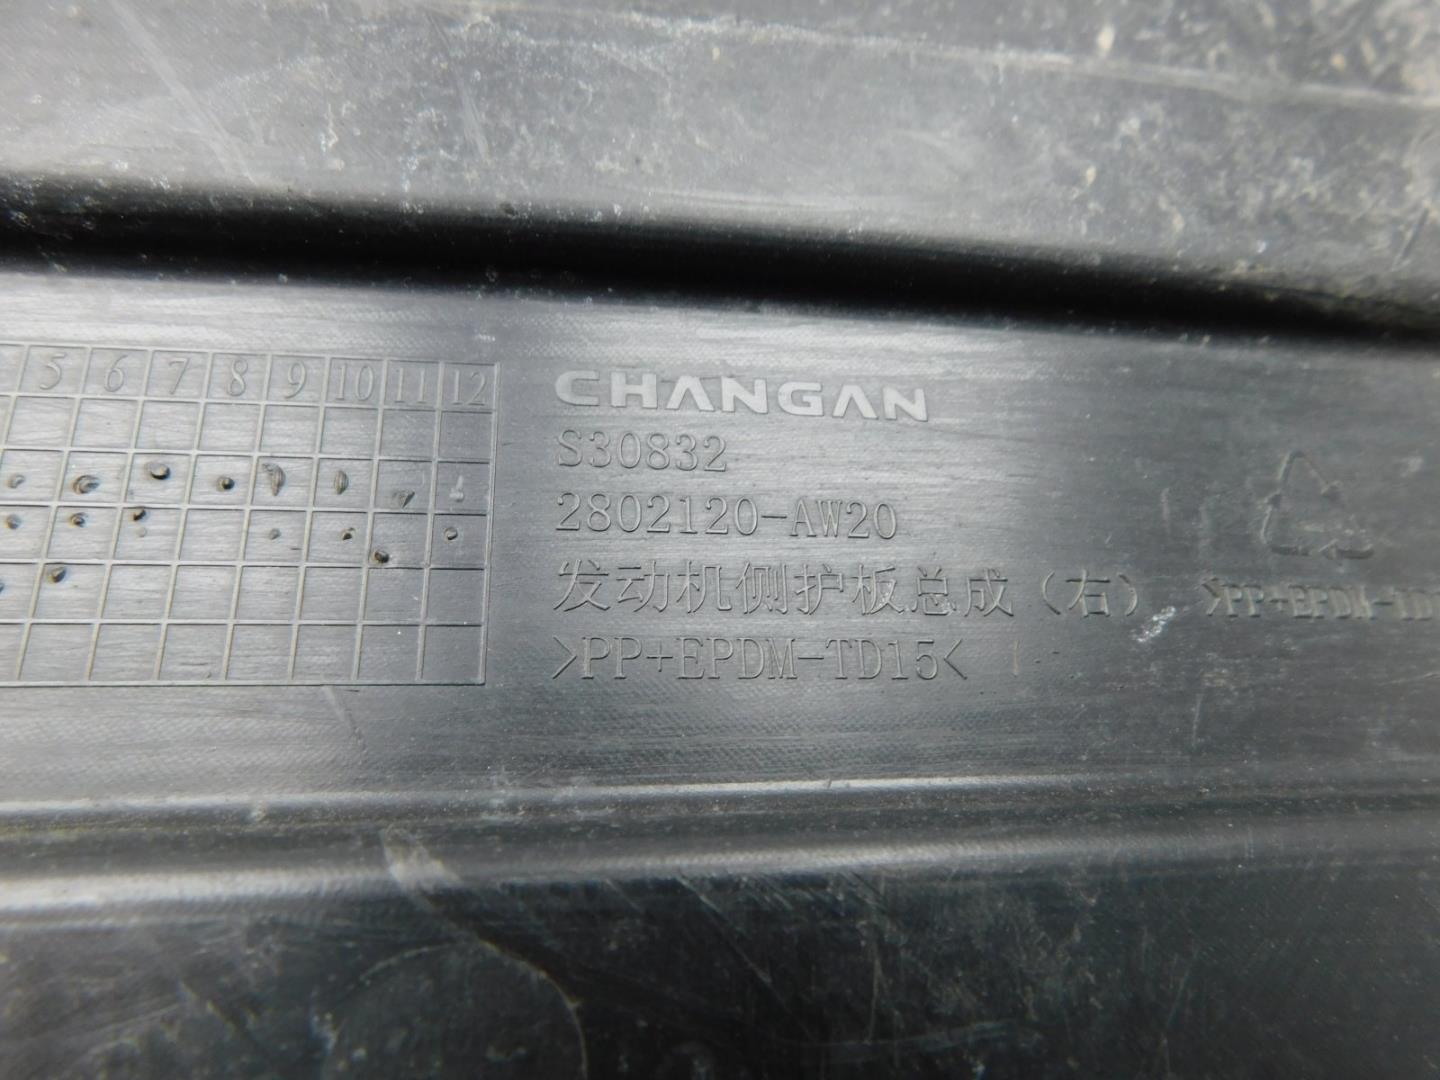 5 6 7 8 9 10 11 12
CHANGAN
S30832
2802120-AW20
发动机侧护板总成（右）
>PP+EPDM-TD15<
>PP+EPDM-TD